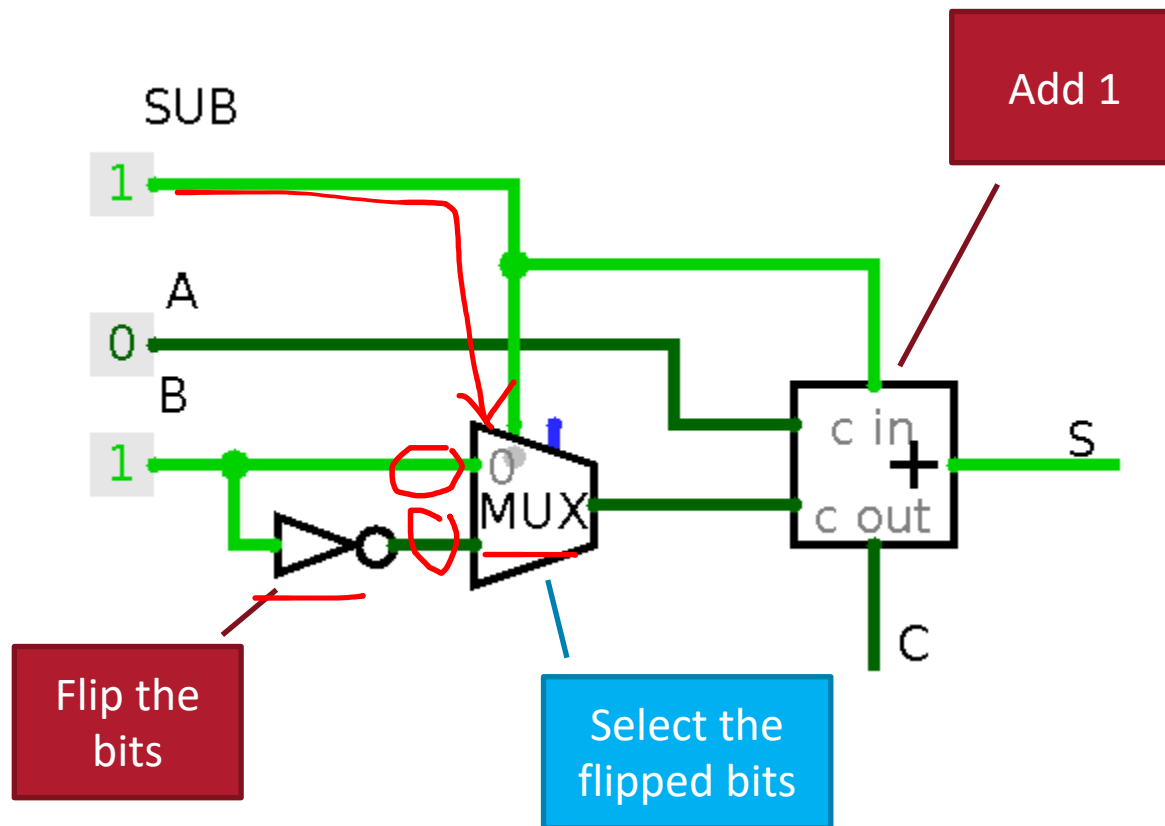 Add 1
SUB
1
A
0
B
1
0
MUX
c in
+
c out
S
C
Flip the
bits
Select the
flipped bits